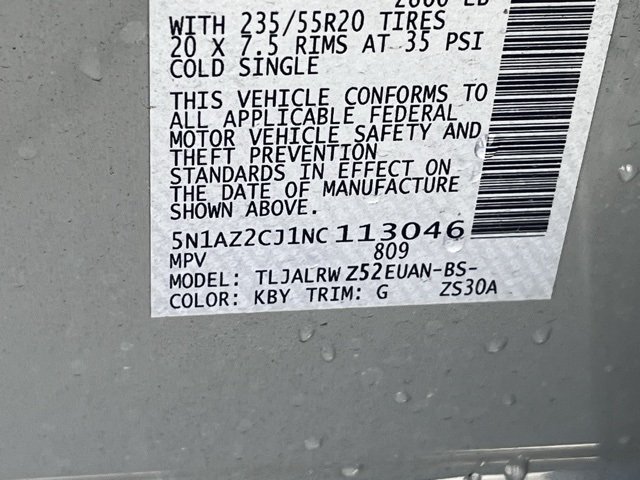 WITH 235/55R20 TIRES
20 X 7.5 RIMS AT 35 PSI
COLD SINGLE
THIS VEHICLE CONFORMS TO
ALL APPLICABLE FEDERAL
MOTOR VEHICLE SAFETY AND
THEFT PREVENTION
STANDARDS IN EFFECT ON
THE DATE OF MANUFACTURE
SHOWN ABOVE.
5N1AZ2CJ1NC 113046
MPV 809
MODEL: TLJALRW Z52EUAN-BS-
COLOR: KBY TRIM: G ZS30A